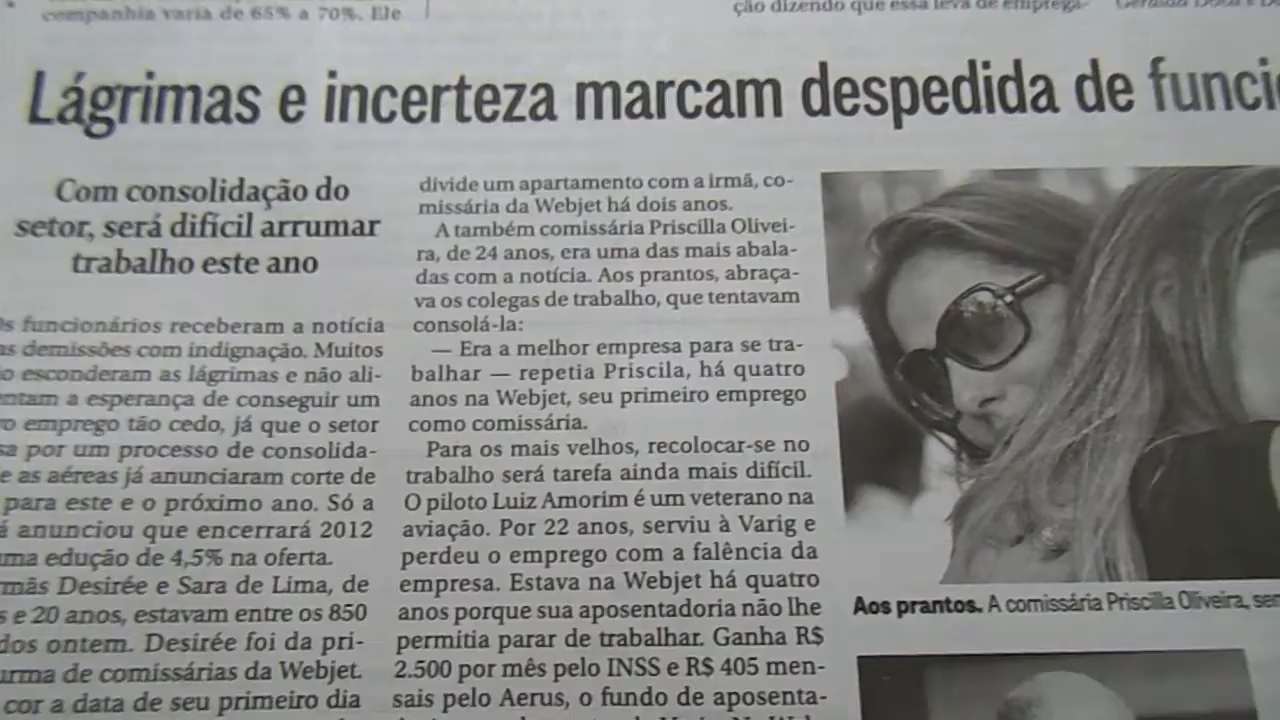 companhia varia de 65% a 70%. Ele
ção dizendo que essa leva de emprega-
Lágrimas e incerteza marcam despedida de funci
Com consolidação do
setor, será difícil arrumar
trabalho este ano
s funcionários receberam a notícia
as demissões com indignação. Muitos
o esconderam as lágrimas e não ali-
entam a esperança de conseguir um
o emprego tão cedo, já que o setor
sa por um processo de consolida-
e as aéreas já anunciaram corte de
para este e o próximo ano. Só a
á anunciou que encerrará 2012
uma edução de 4,5% na oferta.
rmãs Desirée e Sara de Lima, de
s e 20 anos, estavam entre os 850
dos ontem. Desirée foi da pri-
urma de comissárias da Webjet.
cor a data de seu primeiro dia
divide um apartamento com a irmã, co-
missária da Webjet há dois anos.
A também comissária Priscilla Olivei-
ra, de 24 anos, era uma das mais abala-
das com a notícia. Aos prantos, abraça-
va os colegas de trabalho, que tentavam
consolá-la:
— Era a melhor empresa para se tra-
balhar — repetia Priscila, há quatro
anos na Webjet, seu primeiro emprego
como comissária.
Para os mais velhos, recolocar-se no
trabalho será tarefa ainda mais difícil.
O piloto Luiz Amorim é um veterano na
aviação. Por 22 anos, serviu à Varig e
perdeu o emprego com a falência da
empresa. Estava na Webjet há quatro
anos porque sua aposentadoria não lhe
permitia parar de trabalhar. Ganha R$
2.500 por mês pelo INSS e R$ 405 men-
sais pelo Aerus, o fundo de aposenta-
Aos prantos. A comissária Priscilla Oliveira, se